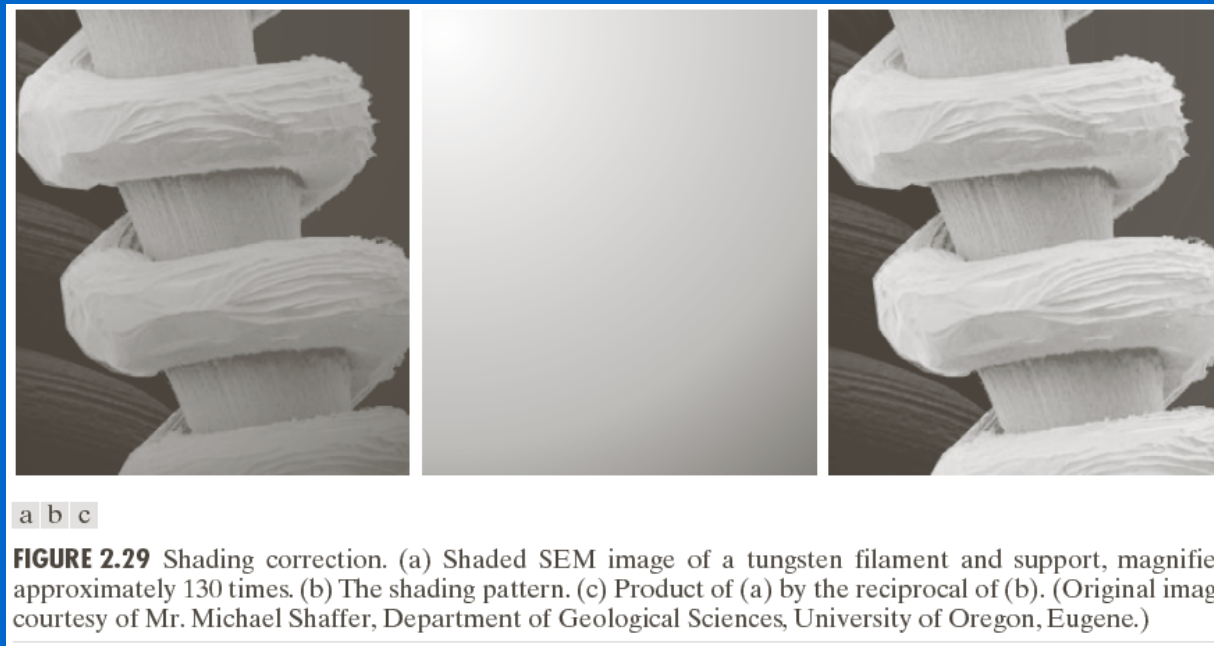 a b c
FIGURE 2.29 Shading correction. (a) Shaded SEM image of a tungsten filament and support, magnifie
approximately 130 times. (b) The shading pattern. (c) Product of (a) by the reciprocal of (b). (Original imag
courtesy of Mr. Michael Shaffer, Department of Geological Sciences, University of Oregon, Eugene.)